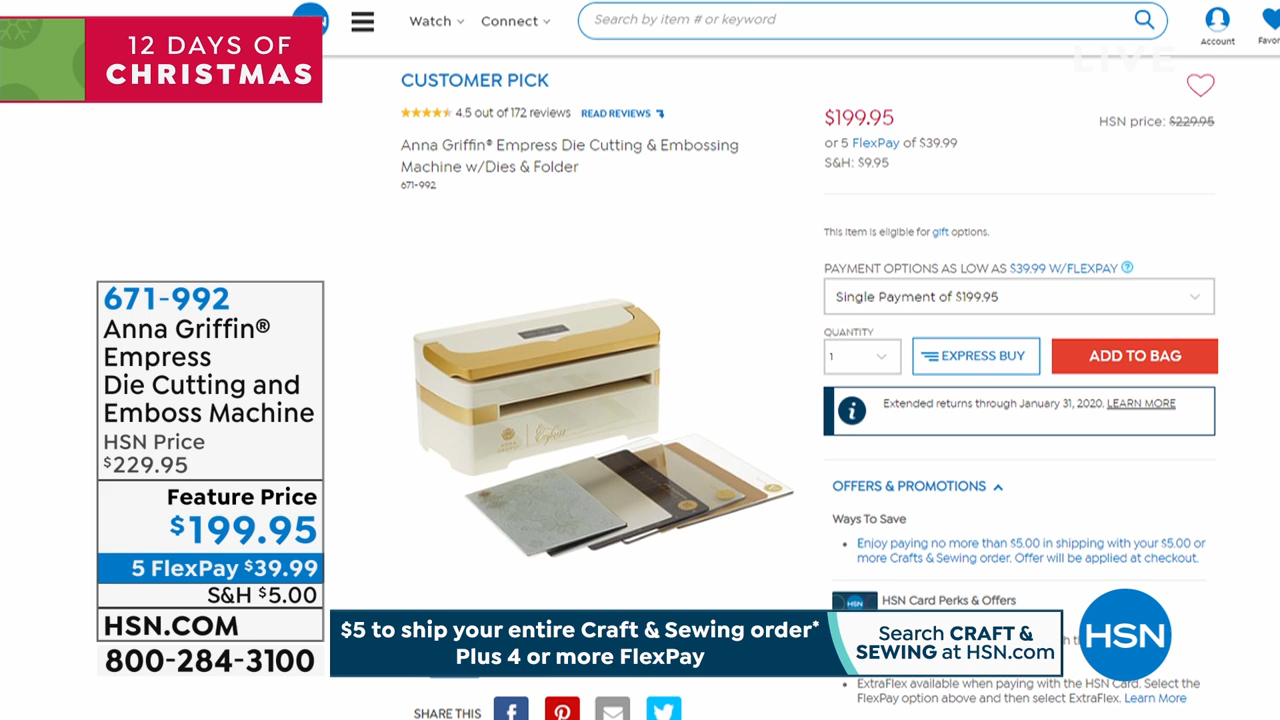 12 DAYS OF
CHRISTMAS
Watch
Connect
Search by item # or keyword
Account
Favor
LIVE
CUSTOMER PICK
4.5 out of 172 reviews READ REVIEWS
Anna Griffin® Empress Die Cutting & Embossing
Machine w/Dies & Folder
671-992
$199.95
HSN price: $229.95
or 5 FlexPay of $39.99
S&H: $9.95
This item is eligible for gift options.
PAYMENT OPTIONS AS LOW AS $39.99 W/FLEXPAY ?
Single Payment of $199.95
QUANTITY
1
EXPRESS BUY
ADD TO BAG
i
Extended returns through January 31, 2020. LEARN MORE
OFFERS & PROMOTIONS
Ways To Save
• Enjoy paying no more than $5.00 in shipping with your $5.00 or
more Crafts & Sewing order. Offer will be applied at checkout.
HSN
HSN Card Perks & Offers
• ExtraFlex available when paying with the HSN Card. Select the
FlexPay option above and then select ExtraFlex. Learn More
SHARE THIS
671-992
Anna Griffin®
Empress
Die Cutting and
Emboss Machine
HSN Price
$229.95
Feature Price
$199.95
5 FlexPay $39.99
S&H $5.00
HSN.COM
800-284-3100
$5 to ship your entire Craft & Sewing order*
Plus 4 or more FlexPay
Search CRAFT &
SEWING at HSN.com
HSN